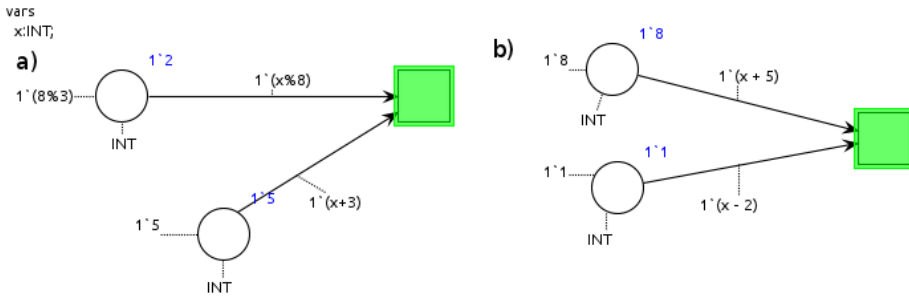 vars
x:INT;
a)
1`2
1`(8%3)
1`(x%8)
INT
1`5
1`5
1`(x+3)
INT
b)
1`8
1`8
1`(x + 5)
INT
1`1
1`1
1`(x - 2)
INT